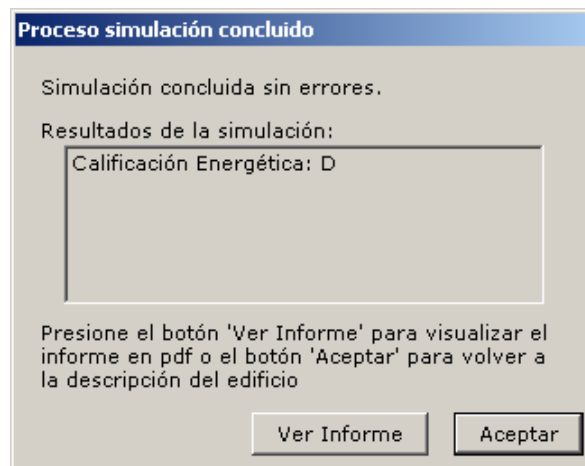 Proceso simulación concluido
Simulación concluida sin errores.
Resultados de la simulación:
Calificación Energética: D
Presione el botón 'Ver Informe' para visualizar el
informe en pdf o el botón 'Aceptar' para volver a
la descripción del edificio
Ver Informe
Aceptar